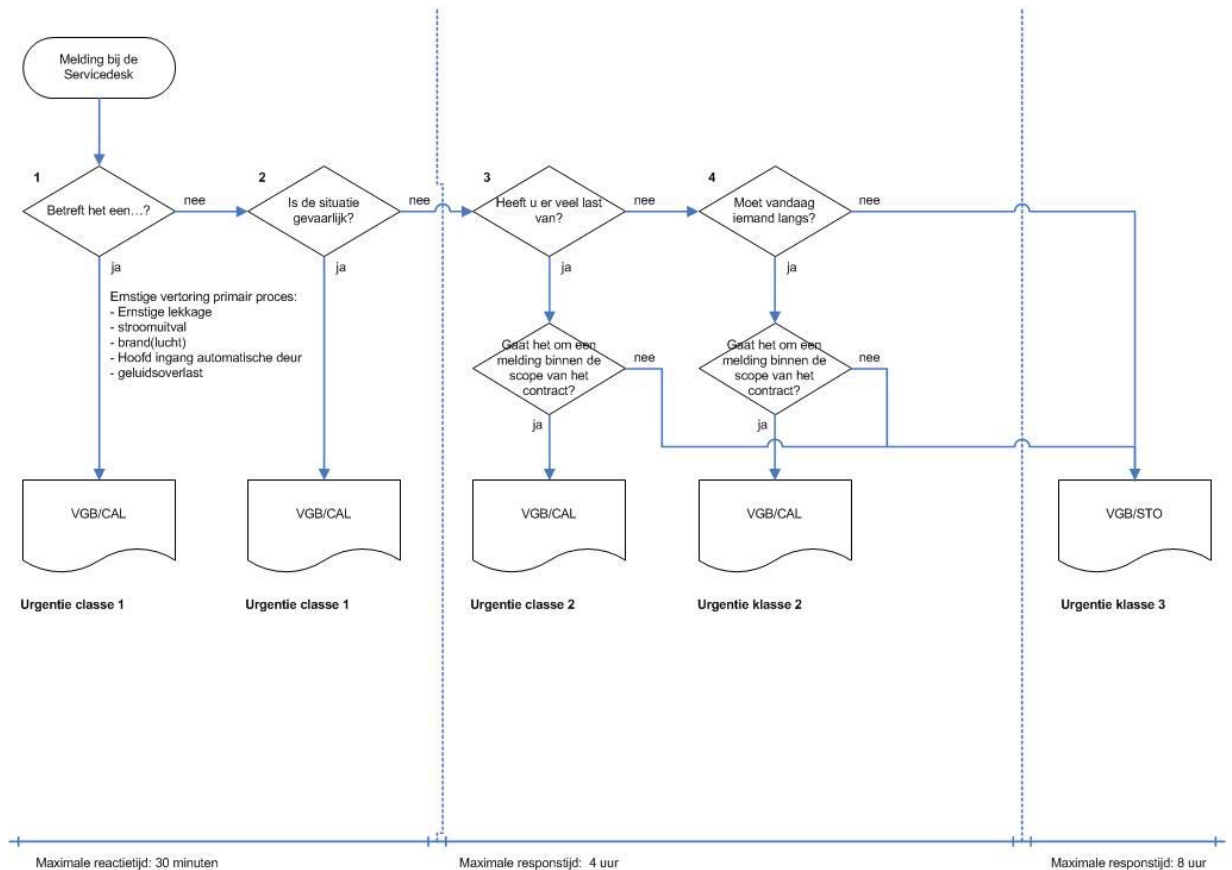 Melding bij de
Servicedesk
1
Betreft het een...?
nee
ja
2
Is de situatie
gevaarlijk?
nee
ja
3
Heeft u er veel last
van?
nee
ja
4
Moet vandaag
iemand langs?
nee
ja
Ernstige vertoring primair proces:
- Ernstige lekkage
- stroomuitval
- brand(lucht)
- Hoofd ingang automatische deur
- geluidsoverlast
Gaat het om een
melding binnen de
scope van het
contract?
nee
ja
Gaat het om een
melding binnen de
scope van het
contract?
nee
ja
VGB/CAL
VGB/CAL
VGB/CAL
VGB/CAL
VGB/STO
Urgentie classe 1
Urgentie classe 1
Urgentie classe 2
Urgentie klasse 2
Urgentie klasse 3
Maximale reactietijd: 30 minuten
Maximale responstijd: 4 uur
Maximale responstijd: 8 uur